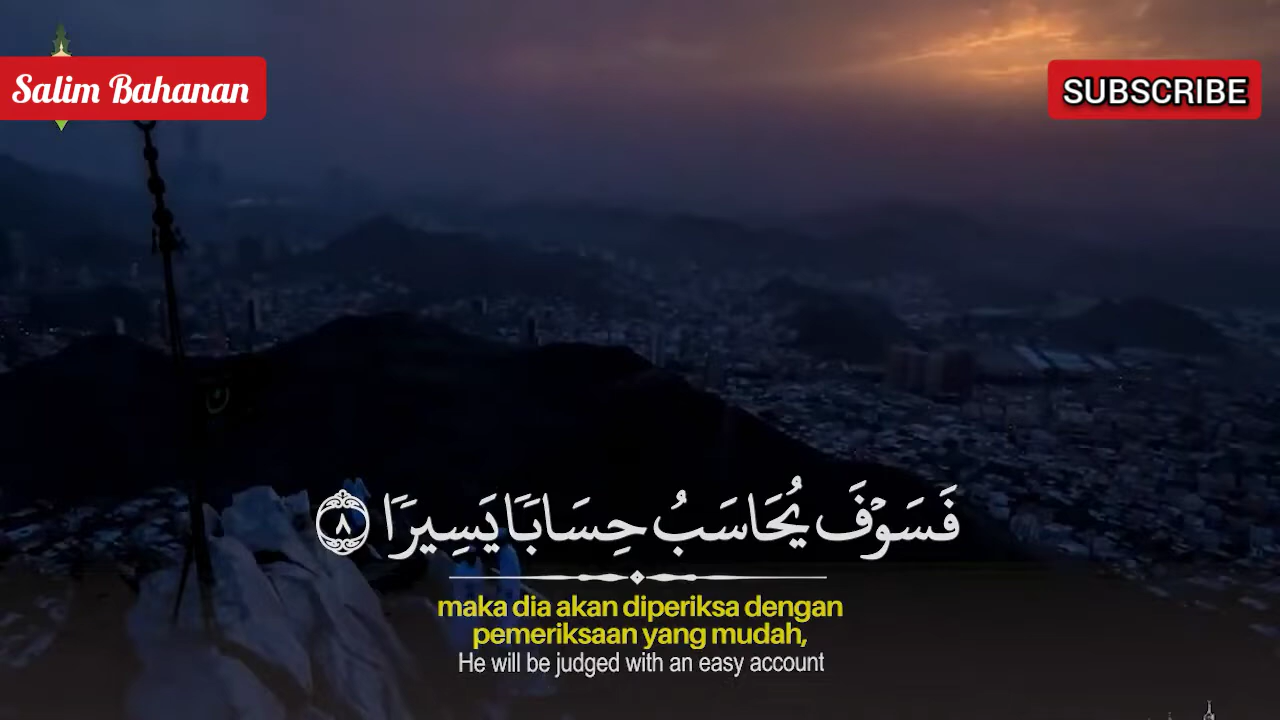 Salim Bahanan
SUBSCRIBE
فَسَوْفَ يُحَاسَبُ حِسَابَا يَسِيرَا ٨
maka dia akan diperiksa dengan
pemeriksaan yang mudah,
He will be judged with an easy account